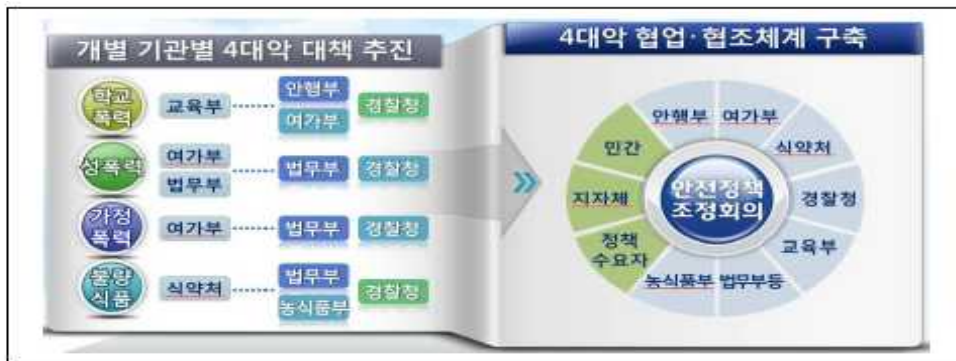 개별 기관별 4대악 대책 추진
학교
폭력
교육부
안행부
여가부
경찰청
성폭력
여가부
법무부
법무부
경찰청
가정
폭력
여가부
법무부
경찰청
불량
식품
식약처
법무부
농식품부
경찰청
4대악 협업·협조체계 구축
안행부
여가부
식약처
경찰청
교육부
법무부등
농식품부
정책
수요자
지자체
민간
안전정책
조정회의